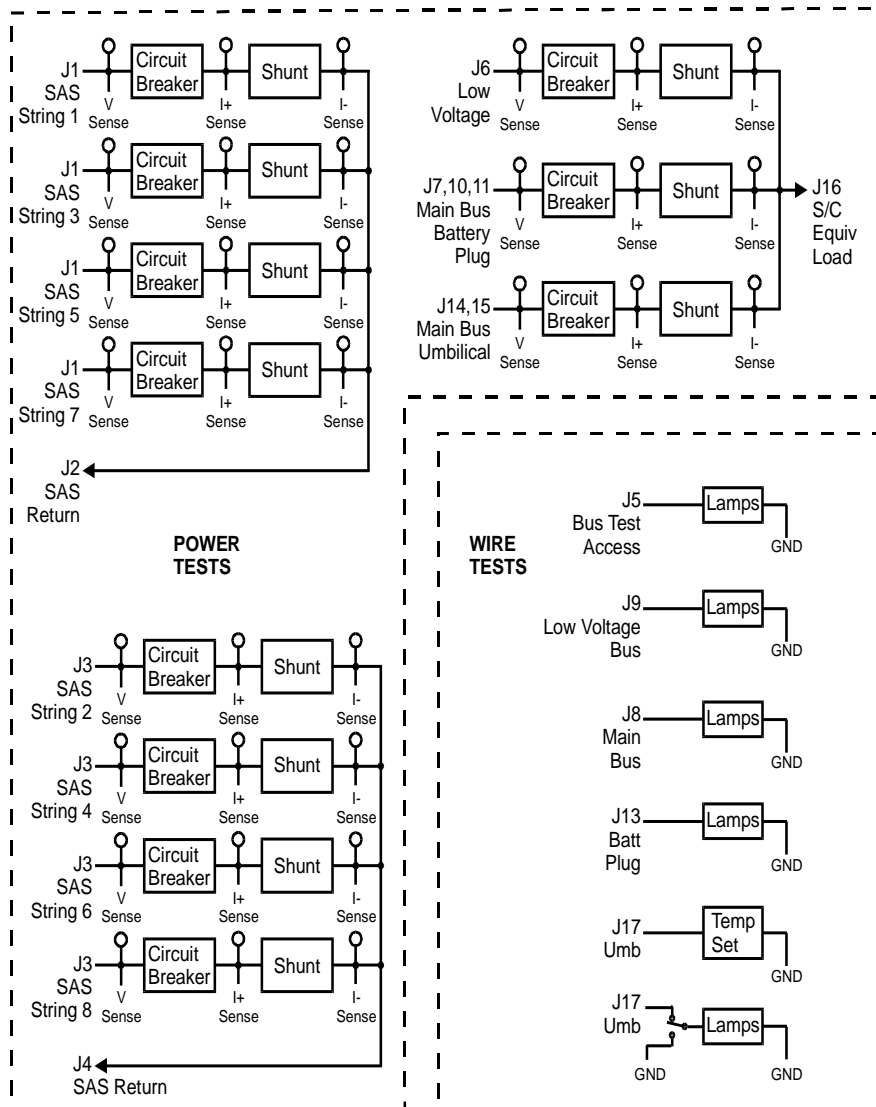 J1
SAS
String 1
V
Sense
Circuit
Breaker
I+
Sense
Shunt
I-
Sense
J1
SAS
String 3
V
Sense
Circuit
Breaker
I+
Sense
Shunt
I-
Sense
J1
SAS
String 5
V
Sense
Circuit
Breaker
I+
Sense
Shunt
I-
Sense
J1
SAS
String 7
V
Sense
Circuit
Breaker
I+
Sense
Shunt
I-
Sense
J2
SAS
Return
J6
Low
Voltage
V
Sense
Circuit
Breaker
I+
Sense
Shunt
I-
Sense
J7,10,11
Main Bus
Battery
Plug
V
Sense
Circuit
Breaker
I+
Sense
Shunt
I-
Sense
J16
S/C
Equiv
Load
J14,15
Main Bus
Umbilical
V
Sense
Circuit
Breaker
I+
Sense
Shunt
I-
Sense
POWER
TESTS
J3
SAS
String 2
V
Sense
Circuit
Breaker
I+
Sense
Shunt
I-
Sense
J3
SAS
String 4
V
Sense
Circuit
Breaker
I+
Sense
Shunt
I-
Sense
J3
SAS
String 6
V
Sense
Circuit
Breaker
I+
Sense
Shunt
I-
Sense
J3
SAS
String 8
V
Sense
Circuit
Breaker
I+
Sense
Shunt
I-
Sense
J4
SAS Return
WIRE
TESTS
J5
Bus Test
Access
Lamps
GND
J9
Low Voltage
Bus
Lamps
GND
J8
Main
Bus
Lamps
GND
J13
Batt
Plug
Lamps
GND
J17
Umb
Temp
Set
GND
J17
Umb
Lamps
GND
GND